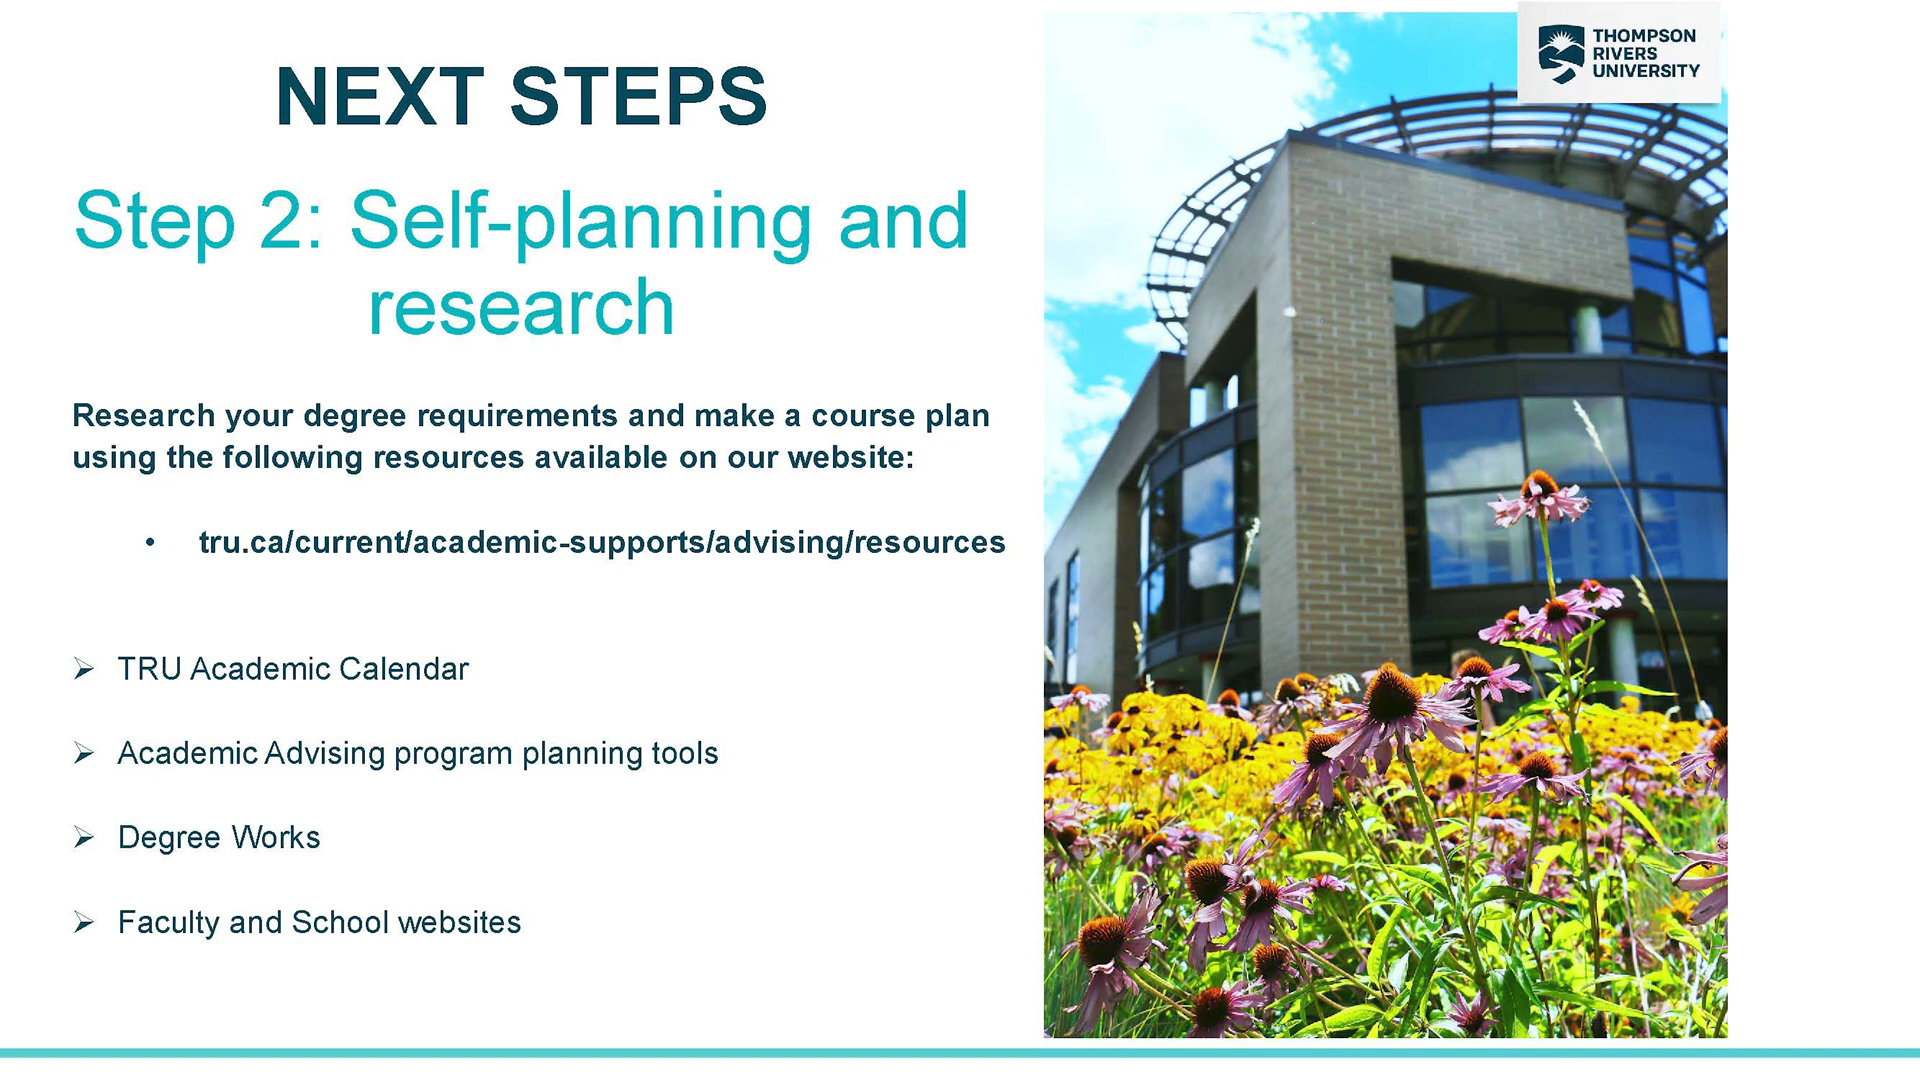 NEXT STEPS
Step 2: Self-planning and
research
Research your degree requirements and make a course plan
using the following resources available on our website:
• tru.ca/current/academic-supports/advising/resources
➢ TRU Academic Calendar
➢ Academic Advising program planning tools
➢ Degree Works
➢ Faculty and School websites
THOMPSON
RIVERS
UNIVERSITY